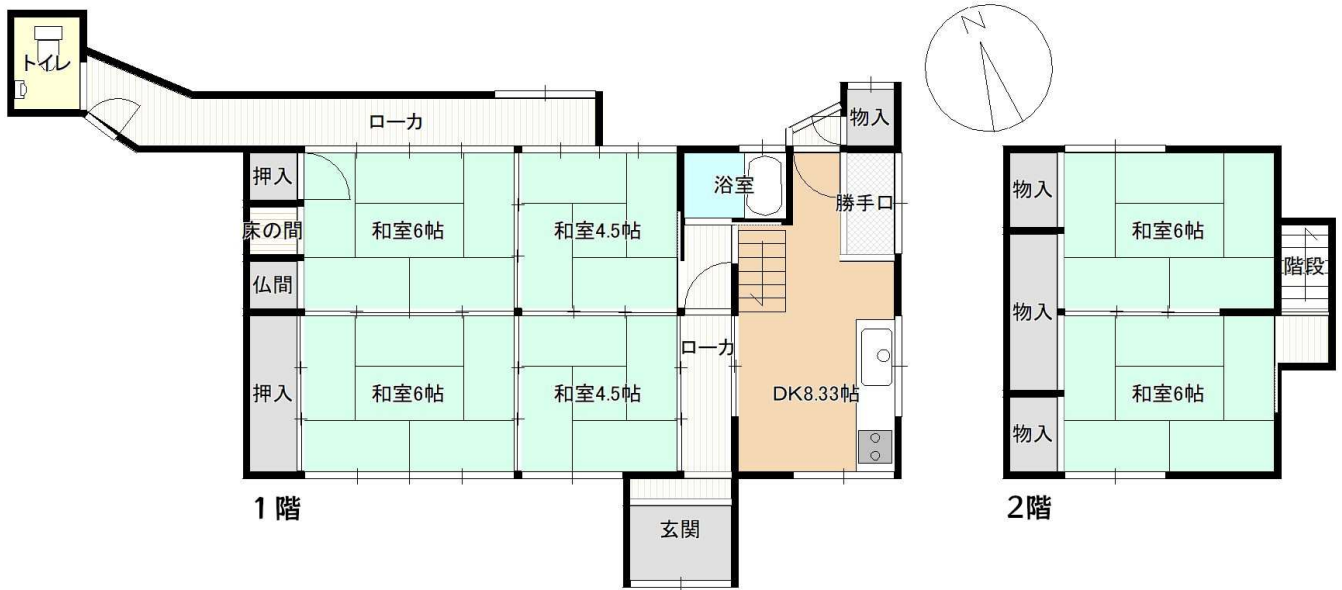 トイレ
N
ローカ
物入
押入
浴室
勝手口
床の間
和室6帖
和室4.5帖
仏間
ローカ
押入
和室6帖
和室4.5帖
DK8.33帖
1階
玄関
物入
和室6帖
階段
物入
和室6帖
物入
2階